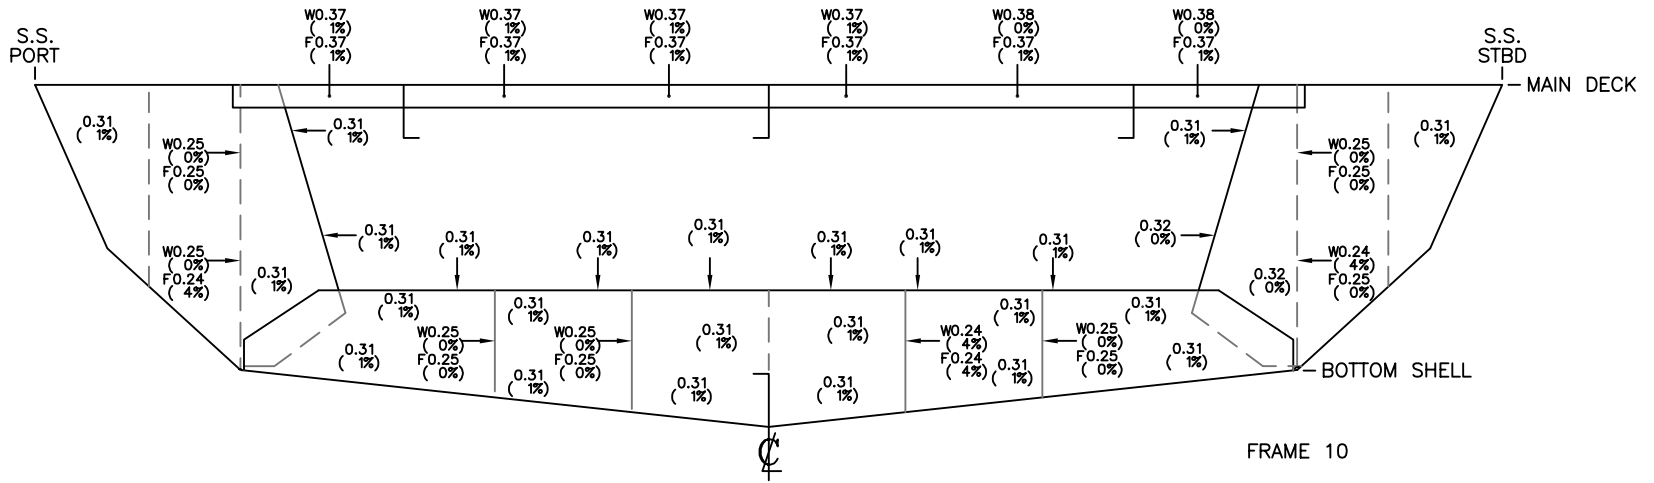 W0.37
( 1%)
F0.37
( 1%)
W0.37
( 1%)
F0.37
( 1%)
W0.37
( 1%)
F0.37
( 1%)
W0.37
( 1%)
F0.37
( 1%)
W0.38
( 0%)
F0.37
( 1%)
W0.38
( 0%)
F0.37
( 1%)
S.S.
PORT
S.S.
STBD
MAIN DECK
0.31
( 1%)
W0.25
( 0%)
F0.25
( 0%)
0.31
( 1%)
0.31
( 1%)
W0.25
( 0%)
F0.25
( 0%)
0.31
( 1%)
W0.25
( 0%)
F0.24
( 4%)
0.31
( 1%)
0.31
( 1%)
0.31
( 1%)
0.31
( 1%)
0.31
( 1%)
0.31
( 1%)
0.31
( 1%)
0.31
( 1%)
0.32
( 0%)
0.32
( 0%)
W0.24
( 4%)
F0.25
( 0%)
0.31
( 1%)
0.31
( 1%)
0.31
( 1%)
0.31
( 1%)
0.31
( 1%)
0.31
( 1%)
0.31
( 1%)
W0.25
( 0%)
F0.25
( 0%)
W0.25
( 0%)
F0.25
( 0%)
W0.24
( 4%)
F0.24
( 4%)
W0.25
( 0%)
F0.25
( 0%)
0.31
( 1%)
0.31
( 1%)
0.31
( 1%)
0.31
( 1%)
0.31
( 1%)
0.31
( 1%)
BOTTOM SHELL
℄
FRAME 10